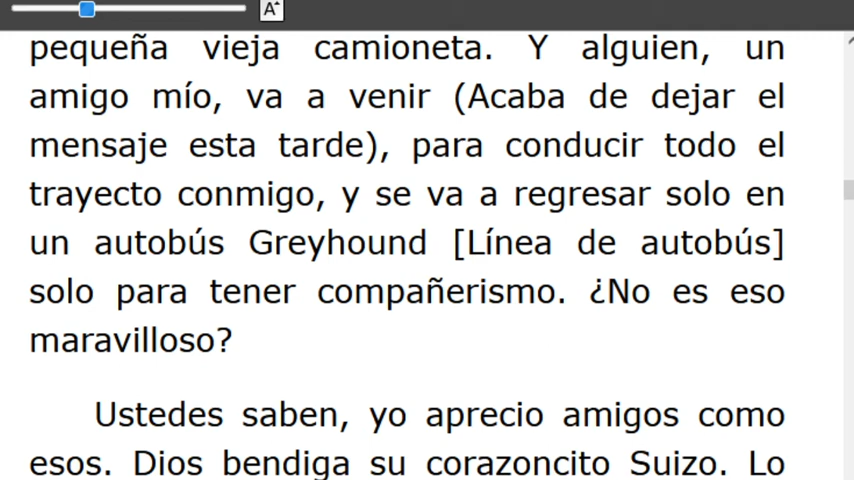 A
pequeña vieja camioneta. Y alguien, un
amigo mío, va a venir (Acaba de dejar el
mensaje esta tarde), para conducir todo el
trayecto conmigo, y se va a regresar solo en
un autobús Greyhound [Línea de autobús]
solo para tener compañerismo. ¿No es eso
maravilloso?
Ustedes saben, yo aprecio amigos como
esos. Dios bendiga su corazoncito Suizo. Lo